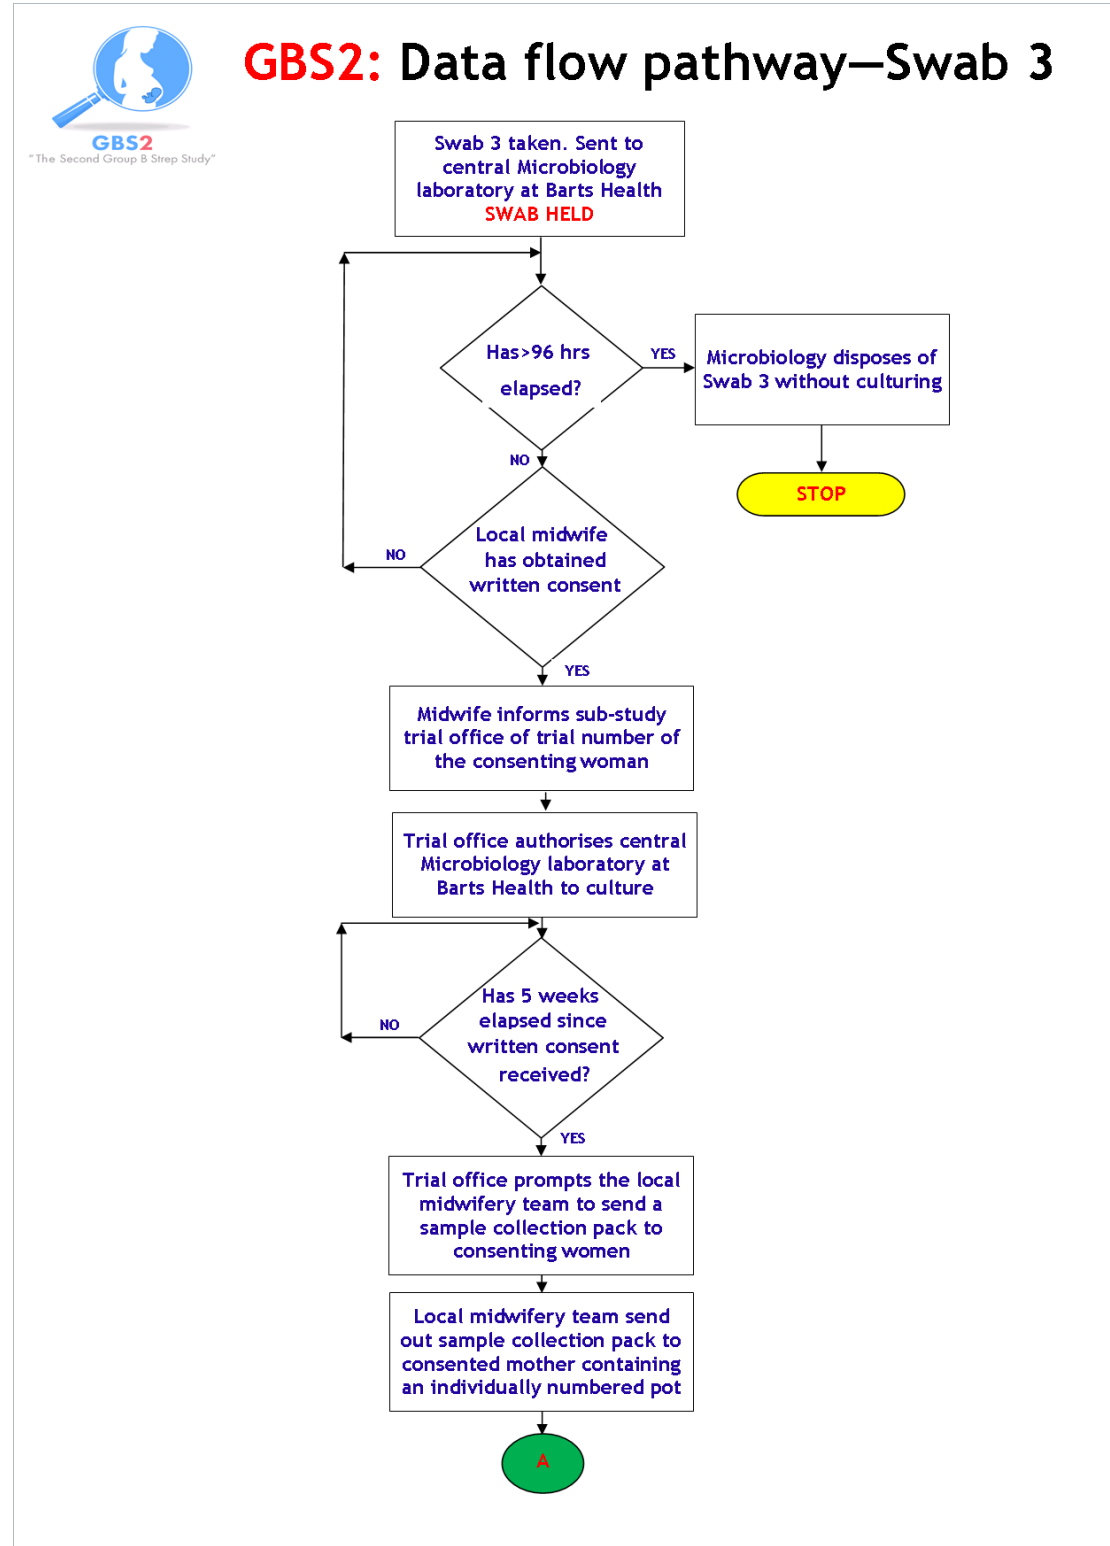 GBS2: Data flow pathway—Swab 3
GBS2
"The Second Group B Strep Study"
Swab 3 taken. Sent to
central Microbiology
laboratory at Barts Health
SWAB HELD
Has>96 hrs
elapsed?
YES
Microbiology disposes of
Swab 3 without culturing
NO
STOP
Local midwife
has obtained
written consent
NO
YES
Midwife informs sub-study
trial office of trial number of
the consenting woman
Trial office authorises central
Microbiology laboratory at
Barts Health to culture
Has 5 weeks
elapsed since
written consent
received?
NO
YES
Trial office prompts the local
midwifery team to send a
sample collection pack to
consenting women
Local midwifery team send
out sample collection pack to
consented mother containing
an individually numbered pot
A